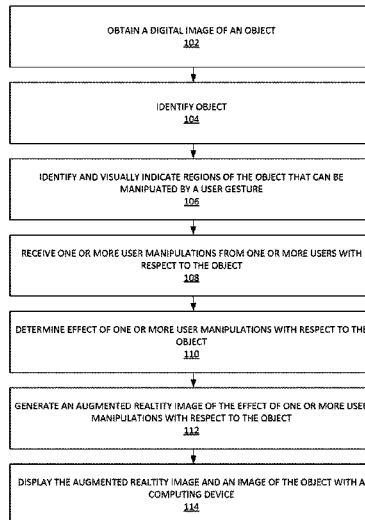 OBTAIN A DIGITAL IMAGE OF AN OBJECT
102
IDENTIFY OBJECT
104
IDENTIFY AND VISUALLY INDICATE REGIONS OF THE OBJECT THAT CAN BE
MANIPUATED BY A USER GESTURE
106
RECEIVE ONE OR MORE USER MANIPULATIONS FROM ONE OR MORE USERS WITH
RESPECT TO THE OBJECT
108
DETERMINE EFFECT OF ONE OR MORE USER MANIPULATIONS WITH RESPECT TO THE
OBJECT
110
GENERATE AN AUGMENTED REALTITY IMAGE OF THE EFFECT OF ONE OR MORE USER
MANIPULATIONS WITH RESPECT TO THE OBJECT
112
DISPLAY THE AUGMENTED REALTITY IMAGE AND AN IMAGE OF THE OBJECT WITH A
COMPUTING DEVICE
114